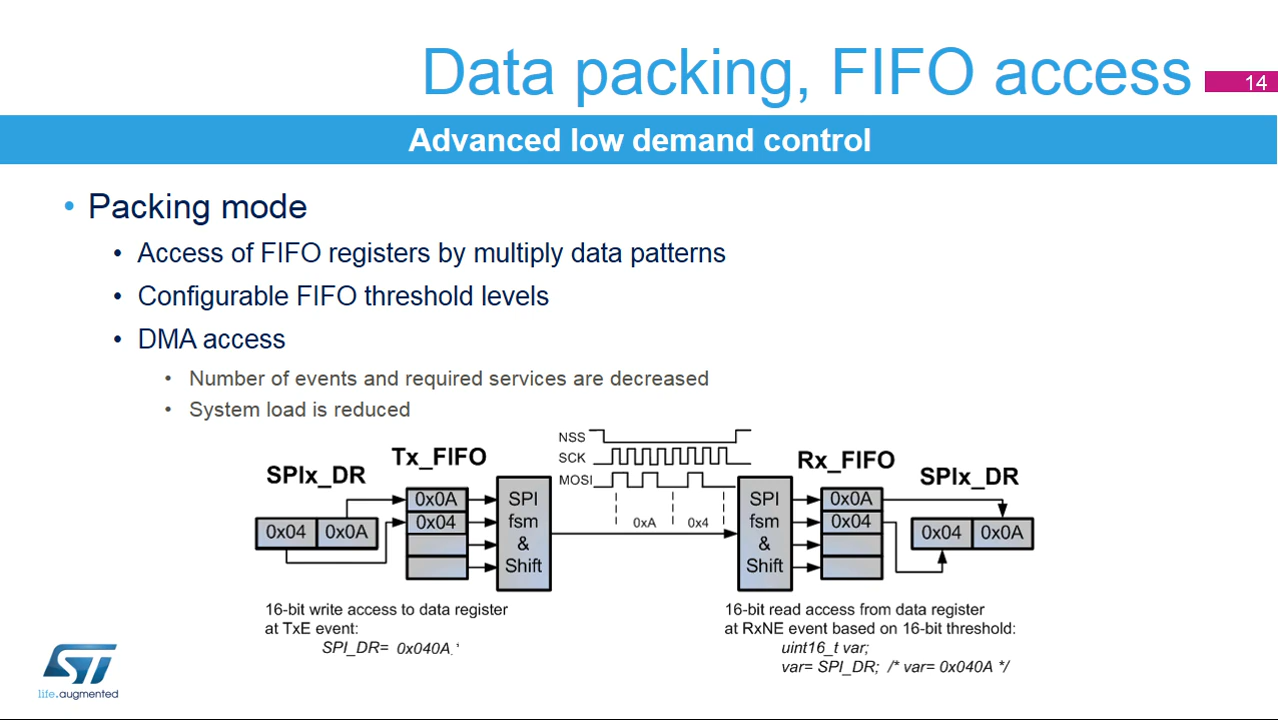 Data packing, FIFO access
14
Advanced low demand control
• Packing mode
• Access of FIFO registers by multiply data patterns
• Configurable FIFO threshold levels
• DMA access
• Number of events and required services are decreased
• System load is reduced
NSS
SCK
MOSI
0xA
0x4
SPIx_DR
0x04
0x0A
Tx_FIFO
0x0A
0x04
SPI
fsm
&
Shift
SPI
fsm
&
Shift
Rx_FIFO
0x0A
0x04
SPIx_DR
0x04
0x0A
16-bit write access to data register
at TxE event:
SPI_DR= 0x040A
16-bit read access from data register
at RxNE event based on 16-bit threshold:
uint16_t var;
var= SPI_DR; /* var= 0x040A */
ST
life.augmented